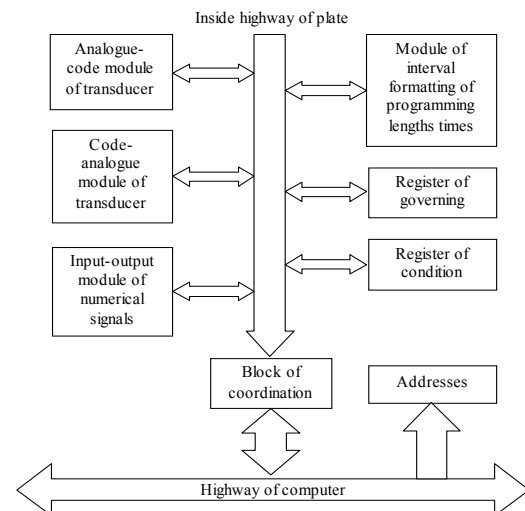 Inside highway of plate
Analogue-
code module
of transducer
Module of
interval
formatting of
programming
lengths times
Code-
analogue
module of
transducer
Register of
governing
Input-output
module of
numerical
signals
Register of
condition
Block of
coordination
Addresses
Highway of computer